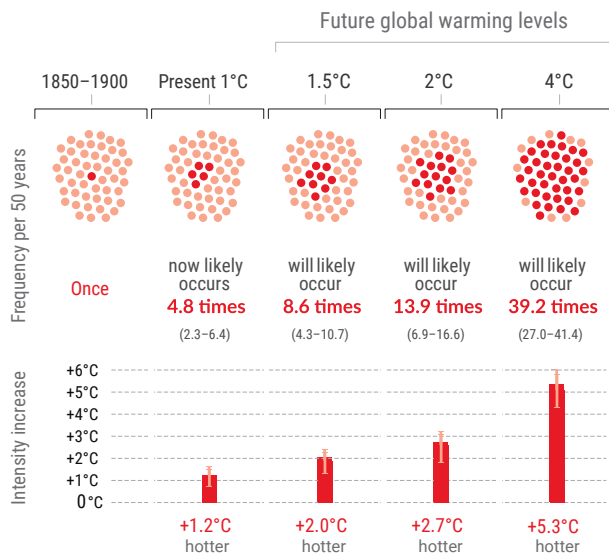 Future global warming levels
1850–1900
Present 1°C
1.5°C
2°C
4°C
Frequency per 50 years
Once
now likely
occurs
4.8 times
(2.3–6.4)
will likely
occur
8.6 times
(4.3–10.7)
will likely
occur
13.9 times
(6.9–16.6)
will likely
occur
39.2 times
(27.0–41.4)
Intensity increase
+6°C
+5°C
+4°C
+3°C
+2°C
+1°C
0°C
+1.2°C
hotter
+2.0°C
hotter
+2.7°C
hotter
+5.3°C
hotter